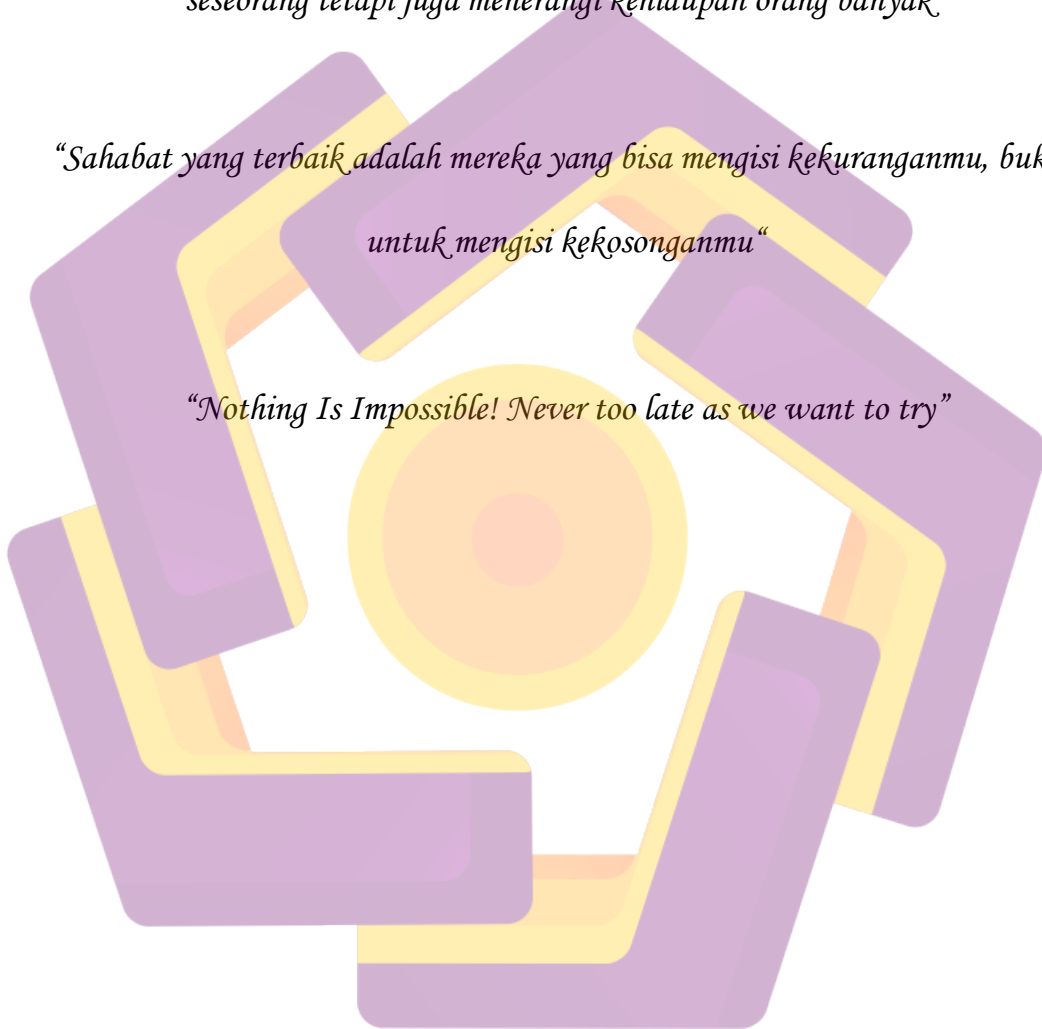 seseorang tetapi juga menerangi kehidupan orang banyak
“Sahabat yang terbaik adalah mereka yang bisa mengisi kekuranganmu, buk
untuk mengisi kekosonganmu“
“Nothing Is Impossible! Never too late as we want to try”